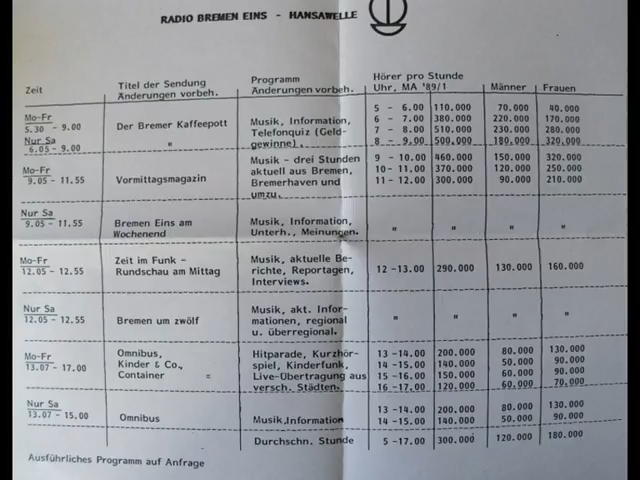 RADIO BREMEN EINS - HANSAWELLE
Zeit Titel der Sendung Änderungen vorbeh. Programm Änderungen vorbeh. Hörer pro Stunde Uhr, MA '89/1 Männer Frauen
Mo-Fr 5.30 - 9.00 Der Bremer Kaffeepott Musik, Information, 5 - 6.00 110.000 70.000 40.000
Telefonquiz (Geld- 6 - 7.00 380.000 220.000 170.000
gewinne). 7 - 8.00 510.000 230.000 280.000
Nur Sa 6.05 - 9.00 " 8 - 9.00 500.000 180.000 320.000
Mo-Fr 9.05 - 11.55 Vormittagsmagazin Musik - drei Stunden 9 - 10.00 460.000 150.000 320.000
aktuell aus Bremen, 10- 11.00 370.000 120.000 250.000
Bremerhaven und 11 - 12.00 300.000 90.000 210.000
umzu.
Nur Sa
9.05 - 11.55 Bremen Eins am Musik, Information, " " "
Wochenend Unterh., Meinungen.
Mo-Fr Zeit im Funk - Musik, aktuelle Be-
12.05 - 12.55 Rundschau am Mittag richte, Reportagen, 12 -13.00 290.000 130.000 160.000
Interviews.
Nur Sa Musik, akt. Infor-
12.05 - 12.55 Bremen um zwölf mationen, regional " " "
u. überregional.
Mo-Fr Omnibus, Hitparade, Kurzhör- 13 -14.00 200.000 80.000 130.000
13.07 - 17.00 Kinder & Co., spiel, Kinderfunk, 14 -15.00 140.000 50.000 90.000
Container = Live-Übertragung aus 15 -16.00 150.000 60.000 90.000
versch. Städten. 16 -17.00 120.000 60.000 70.000
Nur Sa 13 -14.00 200.000 80.000 130.000
13.07 - 15.00 Omnibus Musik,Information 14 -15.00 140.000 50.000 90.000
Durchschn. Stunde 5 -17.00 300.000 120.000 180.000
Ausführliches Programm auf Anfrage